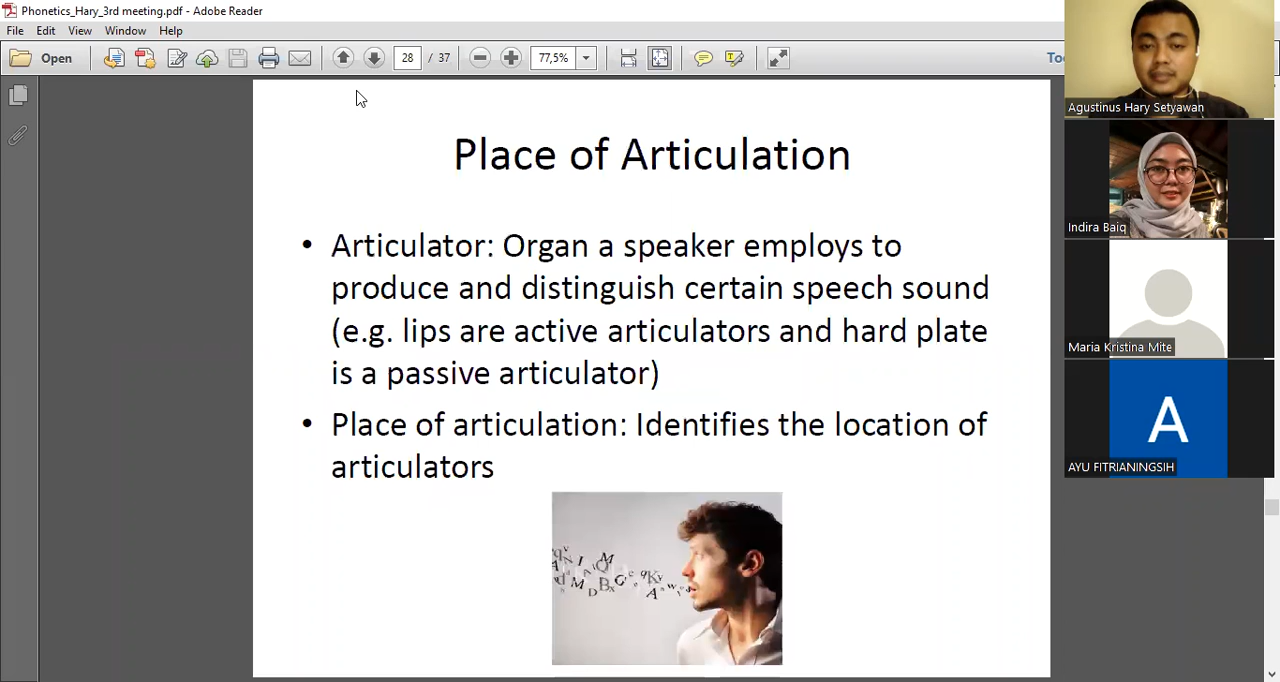 Phonetics_Hary_3rd meeting.pdf - Adobe Reader
File Edit View Window Help
Open 28 / 37 77,5% To
Agustinus Hary Setyawan
Place of Articulation
Indira Baiq
• Articulator: Organ a speaker employs to
produce and distinguish certain speech sound
(e.g. lips are active articulators and hard plate
is a passive articulator)
Maria Kristina Mite
• Place of articulation: Identifies the location of
articulators
A
AYU FITRIANINGSIH